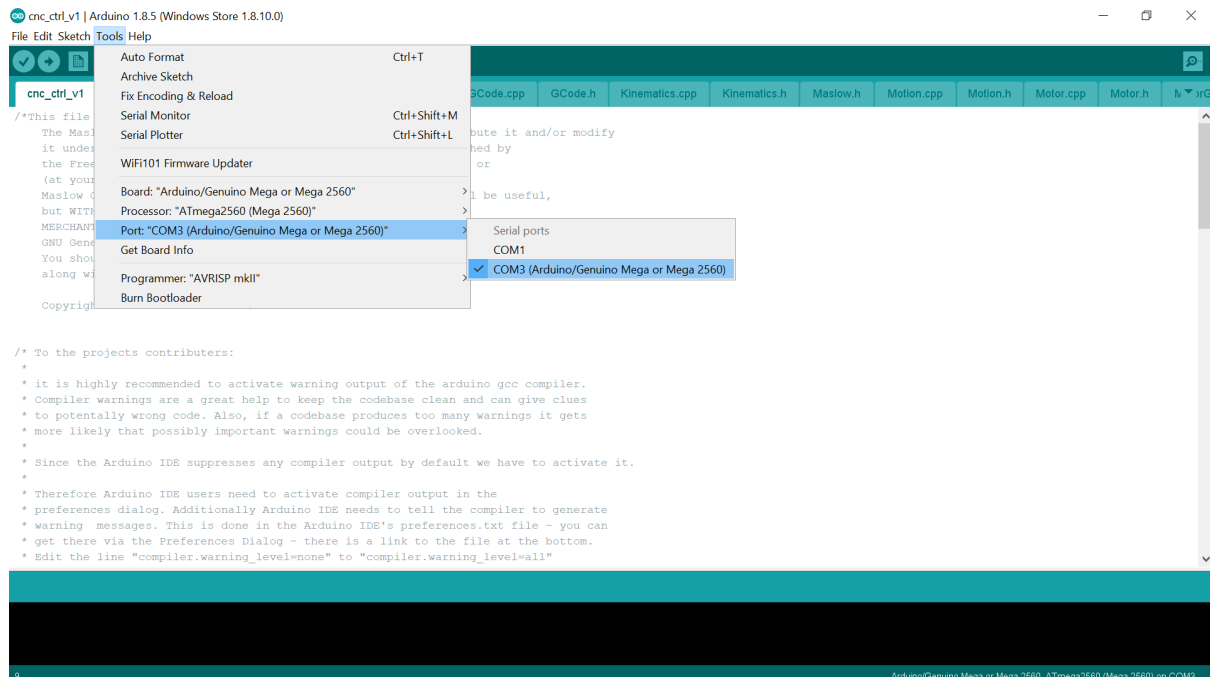 cnc_ctrl_v1 | Arduino 1.8.5 (Windows Store 1.8.10.0)
File Edit Sketch Tools Help
Auto Format Ctrl+T
Archive Sketch
Fix Encoding & Reload
Serial Monitor Ctrl+Shift+M
Serial Plotter Ctrl+Shift+L
WiFi101 Firmware Updater
Board: "Arduino/Genuino Mega or Mega 2560"
Processor: "ATmega2560 (Mega 2560)"
Port: "COM3 (Arduino/Genuino Mega or Mega 2560)"
Get Board Info
Programmer: "AVRISP mkII"
Burn Bootloader
Serial ports
COM1
COM3 (Arduino/Genuino Mega or Mega 2560)
cnc_ctrl_v1 GCode.cpp GCode.h Kinematics.cpp Kinematics.h Maslow.h Motion.cpp Motion.h Motor.cpp Motor.h
/*This file
The Masl bute it and/or modify
it under hed by
the Free or
(at your
Maslow C l be useful,
but WITH
MERCHANT
GNU Gene
You shou
along wi
Copyrigh
/* To the projects contributers:
*
* it is highly recommended to activate warning output of the arduino gcc compiler.
* Compiler warnings are a great help to keep the codebase clean and can give clues
* to potentally wrong code. Also, if a codebase produces too many warnings it gets
* more likely that possibly important warnings could be overlooked.
*
* Since the Arduino IDE suppresses any compiler output by default we have to activate it.
*
* Therefore Arduino IDE users need to activate compiler output in the
* preferences dialog. Additionally Arduino IDE needs to tell the compiler to generate
* warning  messages. This is done in the Arduino IDE's preferences.txt file - you can
* get there via the Preferences Dialog - there is a link to the file at the bottom.
* Edit the line "compiler.warning_level=none" to "compiler.warning_level=all"
9 Arduino/Genuino Mega or Mega 2560, ATmega2560 (Mega 2560) on COM3